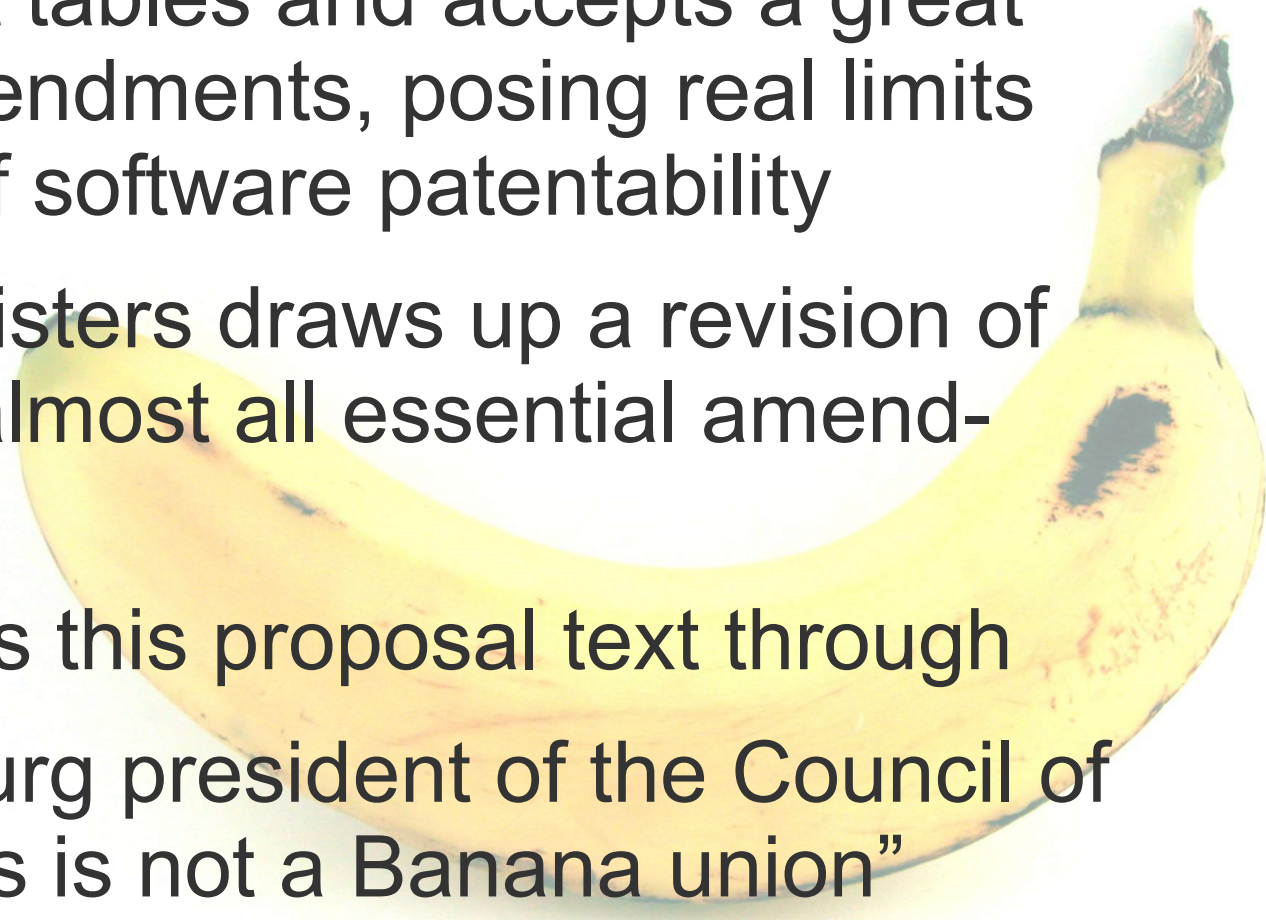 tables and accepts a great
endments, posing real limits
f software patentability
isters draws up a revision of
almost all essential amend-
s this proposal text through
urg president of the Council of
s is not a Banana union”